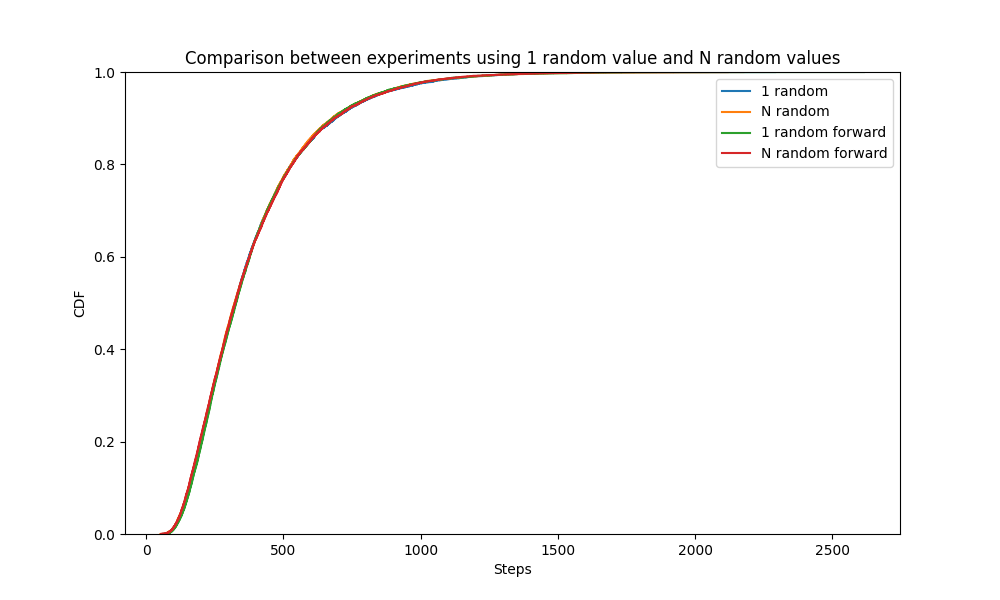 Comparison between experiments using 1 random value and N random values
1.0
0.8
0.6
0.4
0.2
0.0
CDF
1 random
N random
1 random forward
N random forward
0
500
1000
1500
2000
2500
Steps